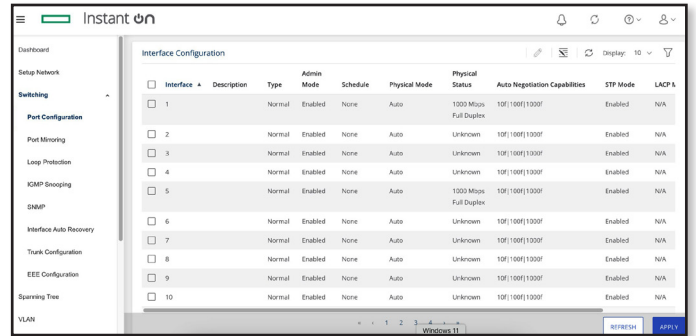 Instant on
Dashboard
Setup Network
Switching
Port Configuration
Port Mirroring
Loop Protection
IGMP Snooping
SNMP
Interface Auto Recovery
Trunk Configuration
EEE Configuration
Spanning Tree
VLAN
Interface Configuration
Display: 10
Interface Description Type Admin Mode Schedule Physical Mode Physical Status Auto Negotiation Capabilities STP Mode LACP M
1 Normal Enabled None Auto 1000 Mbps Full Duplex 10f|100f|1000f Enabled N/A
2 Normal Enabled None Auto Unknown 10f|100f|1000f Enabled N/A
3 Normal Enabled None Auto Unknown 10f|100f|1000f Enabled N/A
4 Normal Enabled None Auto Unknown 10f|100f|1000f Enabled N/A
5 Normal Enabled None Auto 1000 Mbps Full Duplex 10f|100f|1000f Enabled N/A
6 Normal Enabled None Auto Unknown 10f|100f|1000f Enabled N/A
7 Normal Enabled None Auto Unknown 10f|100f|1000f Enabled N/A
8 Normal Enabled None Auto Unknown 10f|100f|1000f Enabled N/A
9 Normal Enabled None Auto Unknown 10f|100f|1000f Enabled N/A
10 Normal Enabled None Auto Unknown 10f|100f|1000f Enabled N/A
« ‹ 1 2 3 4 › »
Windows 11
REFRESH
APPLY